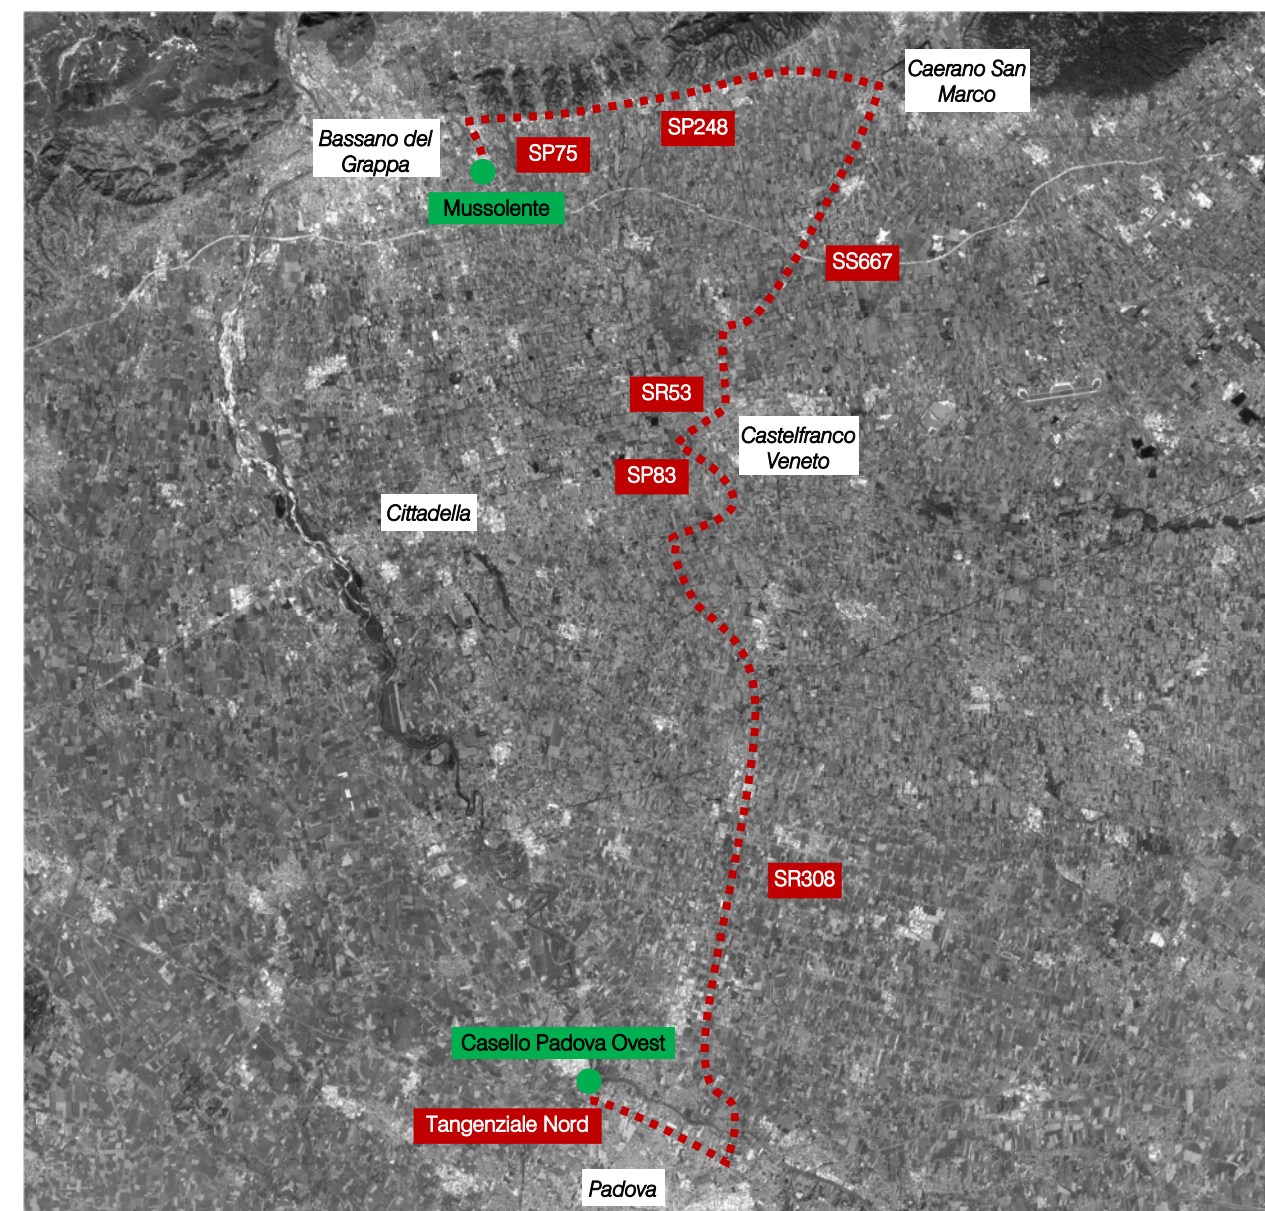 Caerano San
Marco
SP248
Bassano del
Grappa
SP75
Mussolente
SS667
SR53
Castelfranco
Veneto
SP83
Cittadella
SR308
Casello Padova Ovest
Tangenziale Nord
Padova